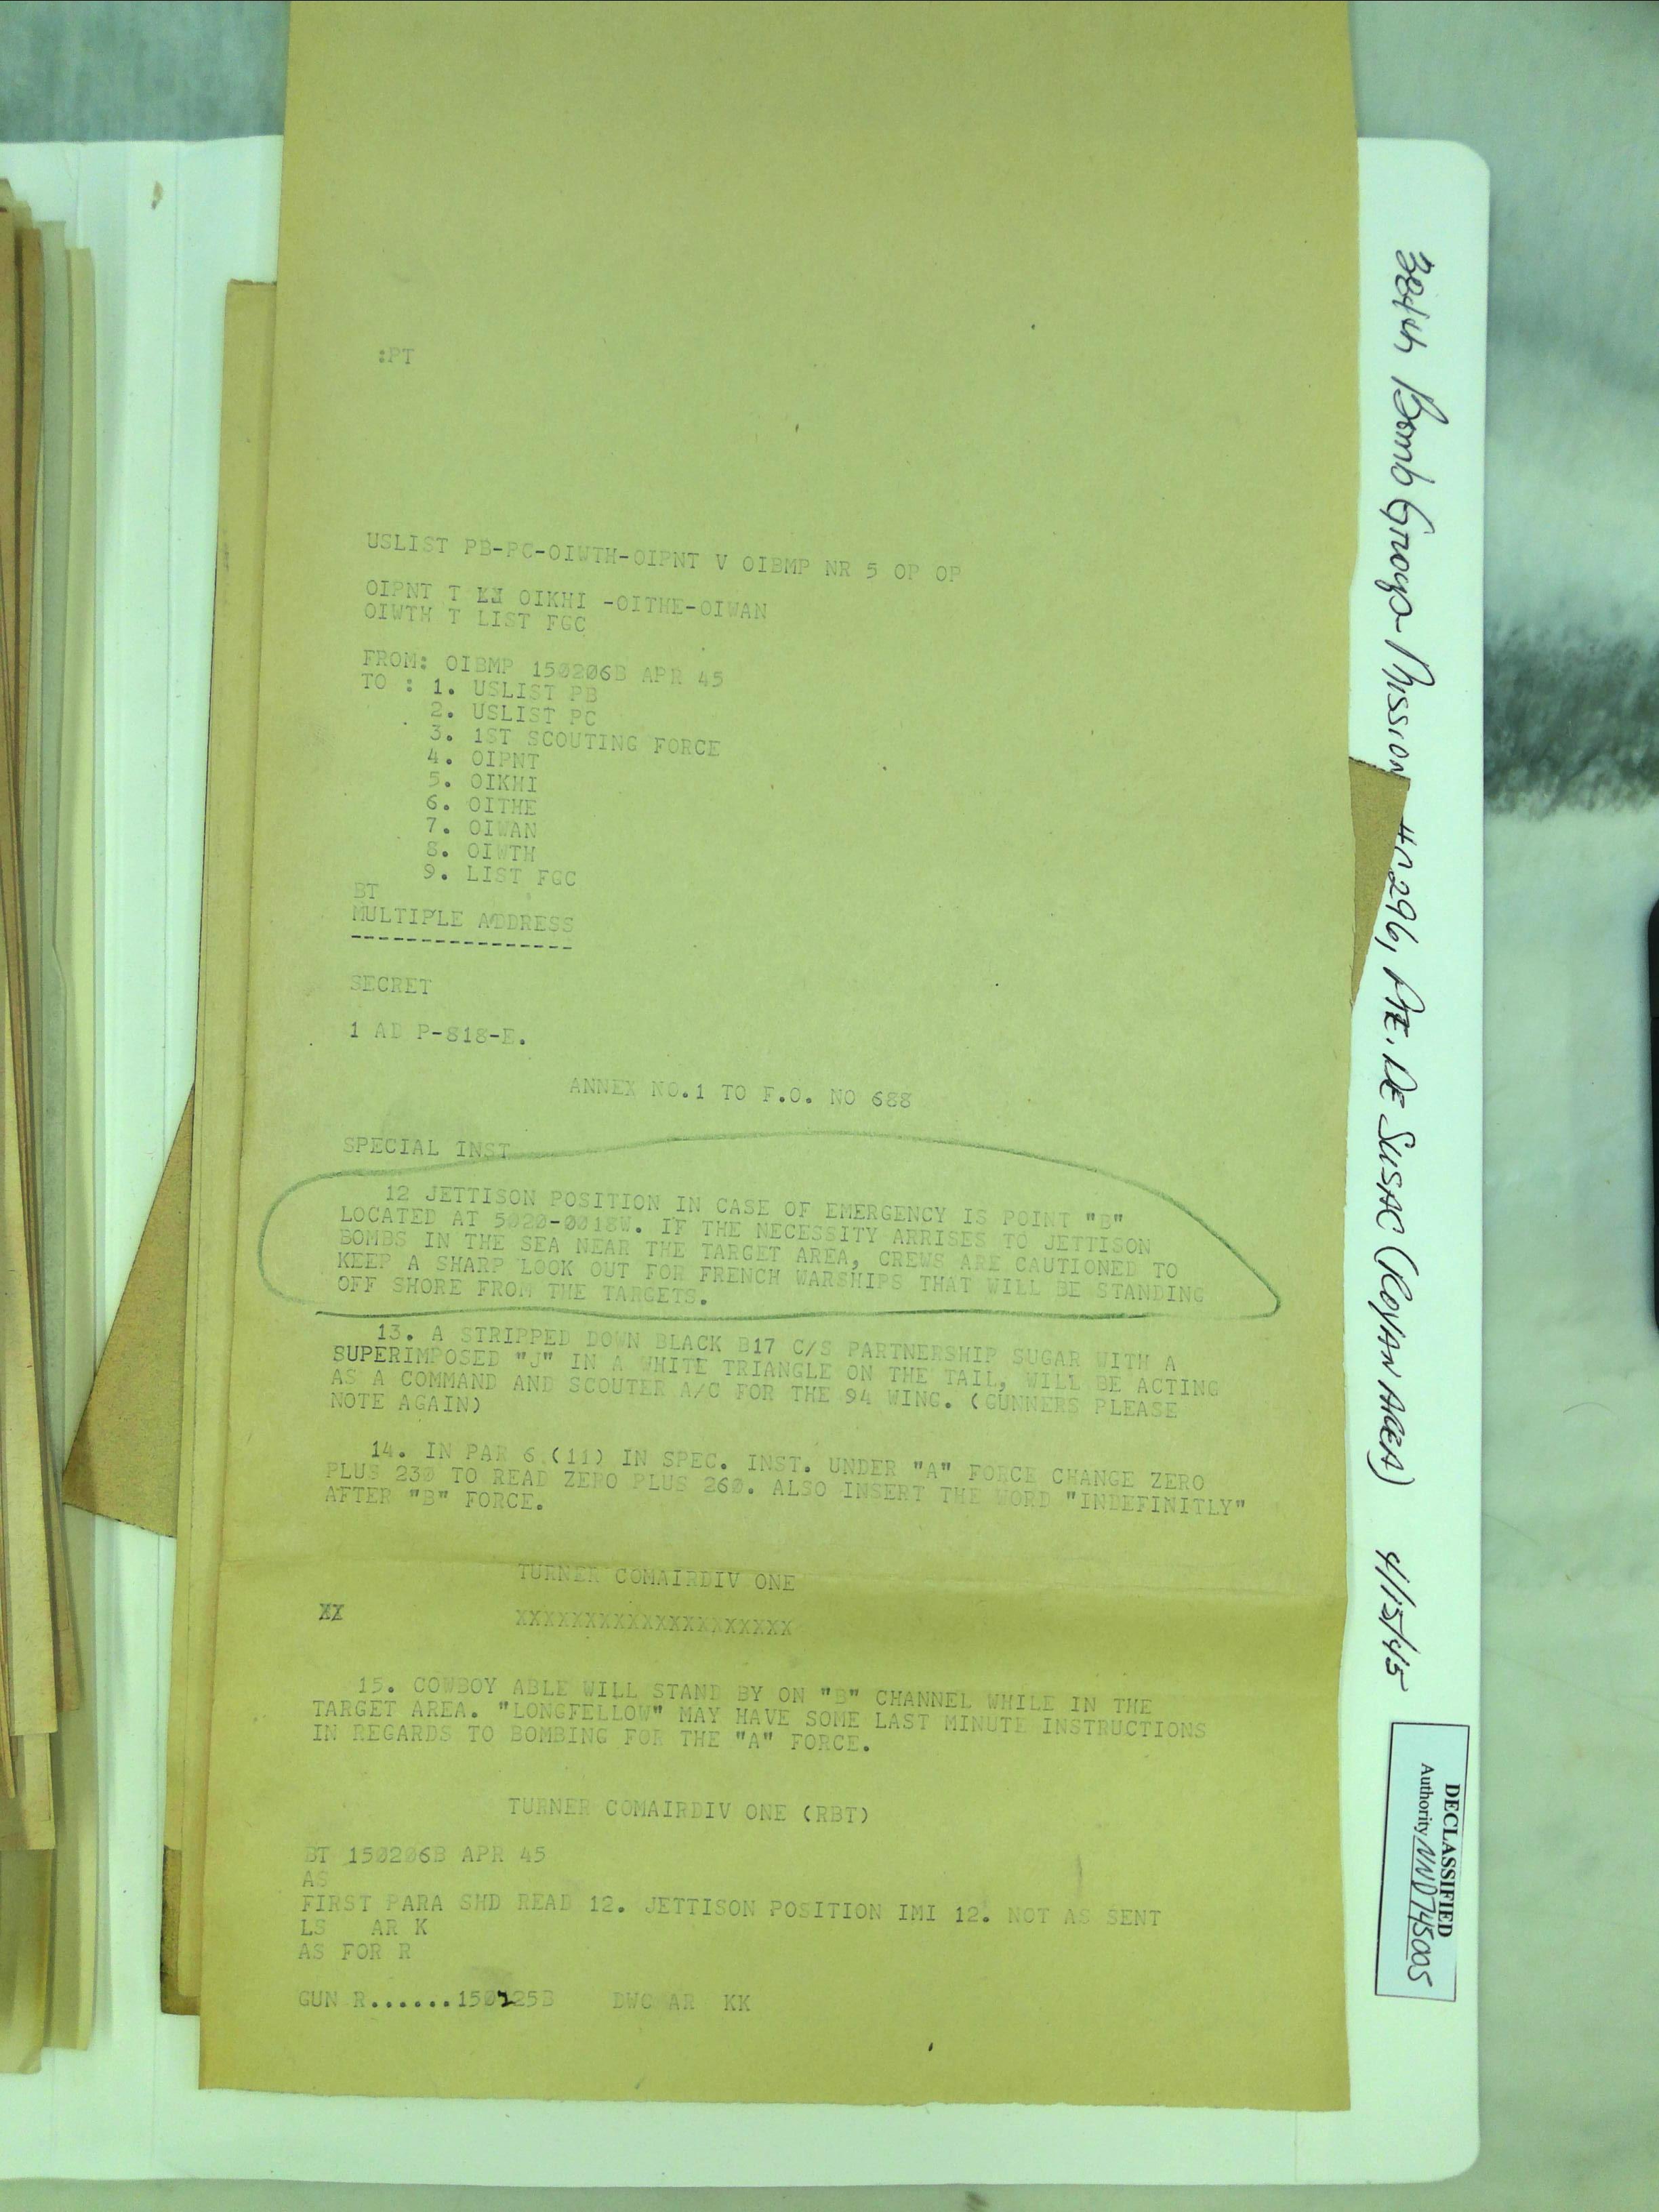 :PT
USLIST PB-PC-OIWTH-OIPNT V OIBMP NR 5 OP OP
OIPNT T OIKHI -OITHE-OIWAN
OIWTH T LIST FGC
FROM: OIBMP 150206B APR 45
TO : 1. USLIST PB
2. USLIST PC
3. 1ST SCOUTING FORCE
4. OIPNT
5. OIKHI
6. OITHE
7. OIWAN
8. OIWTH
9. LIST FGC
BT
MULTIPLE ADDRESS
----------------
SECRET
1 AD P-818-E.
ANNEX NO.1 TO F.O. NO 688
SPECIAL INST
12 JETTISON POSITION IN CASE OF EMERGENCY IS POINT "B"
LOCATED AT 5020-0018W. IF THE NECESSITY ARRISES TO JETTISON
BOMBS IN THE SEA NEAR THE TARGET AREA, CREWS ARE CAUTIONED TO
KEEP A SHARP LOOK OUT FOR FRENCH WARSHIPS THAT WILL BE STANDING
OFF SHORE FROM THE TARGETS.
13. A STRIPPED DOWN BLACK B17 C/S PARTNERSHIP SUGAR WITH A
SUPERIMPOSED "J" IN A WHITE TRIANGLE ON THE TAIL, WILL BE ACTING
AS A COMMAND AND SCOUTER A/C FOR THE 94 WING. (GUNNERS PLEASE
NOTE AGAIN)
14. IN PAR 6 (11) IN SPEC. INST. UNDER "A" FORCE CHANGE ZERO
PLUS 230 TO READ ZERO PLUS 260. ALSO INSERT THE WORD "INDEFINITLY"
AFTER "B" FORCE.
TURNER COMAIRDIV ONE
XX XXXXXXXXXXXXXXXXXXXX
15. COWBOY ABLE WILL STAND BY ON "B" CHANNEL WHILE IN THE
TARGET AREA. "LONGFELLOW" MAY HAVE SOME LAST MINUTE INSTRUCTIONS
IN REGARDS TO BOMBING FOR THE "A" FORCE.
TURNER COMAIRDIV ONE (RBT)
BT 150206B APR 45
AS
FIRST PARA SHD READ 12. JETTISON POSITION IMI 12. NOT AS SENT
LS AR K
AS FOR R
GUN R.......150225B DWC AR KK
384th Bomb Group Mission #296, Pte. De Susac (Royan Area) 4/15/45
DECLASSIFIED
Authority NND745005